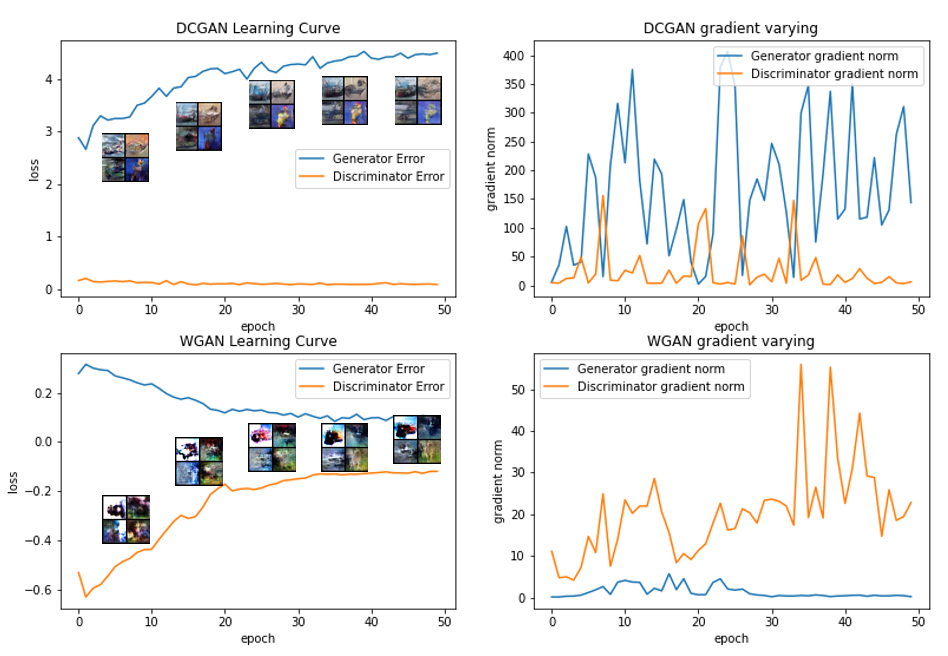 DCGAN Learning Curve
loss
4
3
2
1
0
Generator Error
Discriminator Error
0 10 20 30 40 50
epoch
DCGAN gradient varying
gradient norm
400
350
300
250
200
150
100
50
0
Generator gradient norm
Discriminator gradient norm
0 10 20 30 40 50
epoch
WGAN Learning Curve
loss
0.2
0.0
−0.2
−0.4
−0.6
Generator Error
Discriminator Error
0 10 20 30 40 50
epoch
WGAN gradient varying
gradient norm
50
40
30
20
10
0
Generator gradient norm
Discriminator gradient norm
0 10 20 30 40 50
epoch